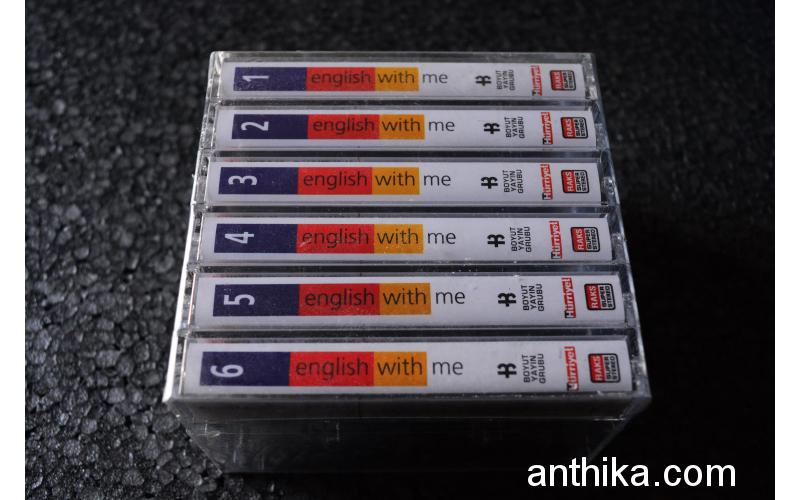 1 english with me BOYUT YAYIN GRUBU Hürriyet RAKS SUPER STEREO
2 english with me BOYUT YAYIN GRUBU Hürriyet RAKS SUPER STEREO
3 english with me BOYUT YAYIN GRUBU Hürriyet RAKS SUPER STEREO
4 english with me BOYUT YAYIN GRUBU Hürriyet RAKS SUPER STEREO
5 english with me BOYUT YAYIN GRUBU Hürriyet RAKS SUPER STEREO
6 english with me BOYUT YAYIN GRUBU Hürriyet RAKS SUPER STEREO
anthika.com